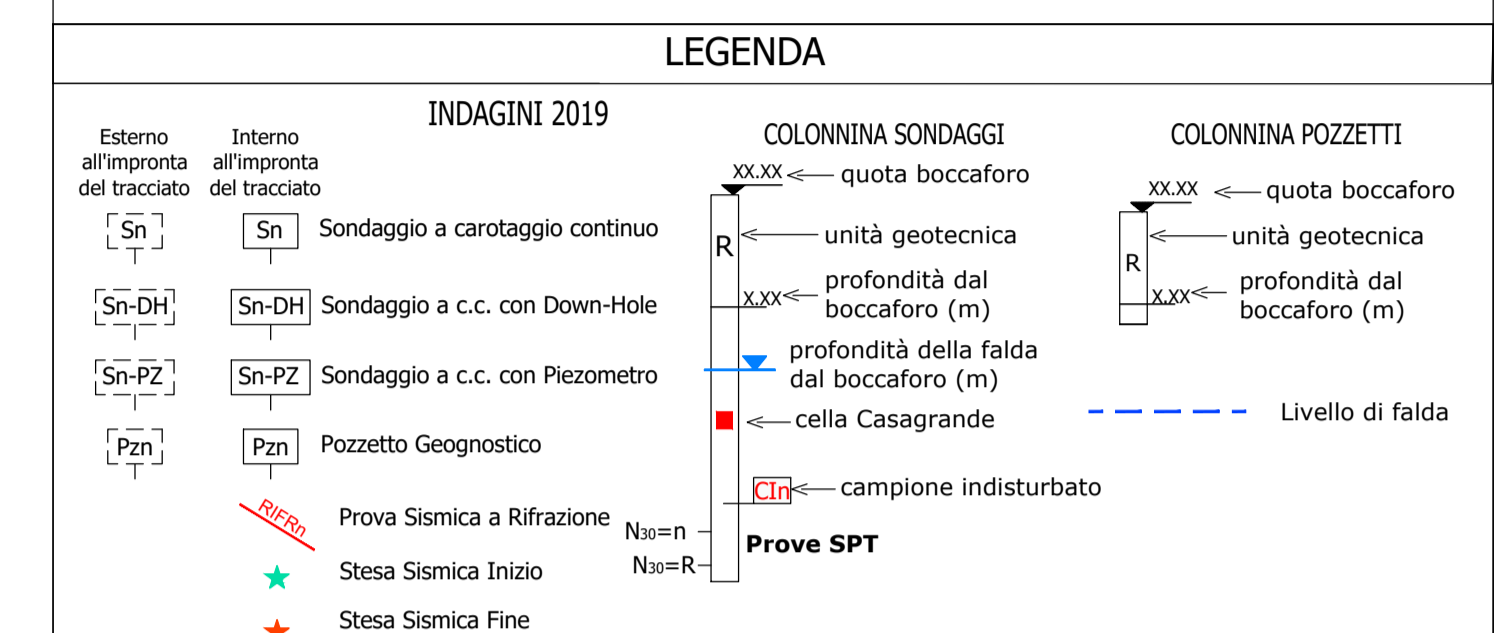 LEGENDA
INDAGINI 2019
Esterno
all'impronta
del tracciato
Interno
all'impronta
del tracciato
Sn
Sn
Sondaggio a carotaggio continuo
Sn-DH
Sn-DH
Sondaggio a c.c. con Down-Hole
Sn-PZ
Sn-PZ
Sondaggio a c.c. con Piezometro
Pzn
Pzn
Pozzetto Geognostico
RIFRn
Prova Sismica a Rifrazione
Stesa Sismica Inizio
Stesa Sismica Fine
COLONNINA SONDAGGI
XX.XX
quota boccaforo
R
unità geotecnica
X.XX
profondità dal
boccaforo (m)
profondità della falda
dal boccaforo (m)
cella Casagrande
CIn
campione indisturbato
N30=n
Prove SPT
N30=R
COLONNINA POZZETTI
XX.XX
quota boccaforo
unità geotecnica
R
X.XX
profondità dal
boccaforo (m)
Livello di falda